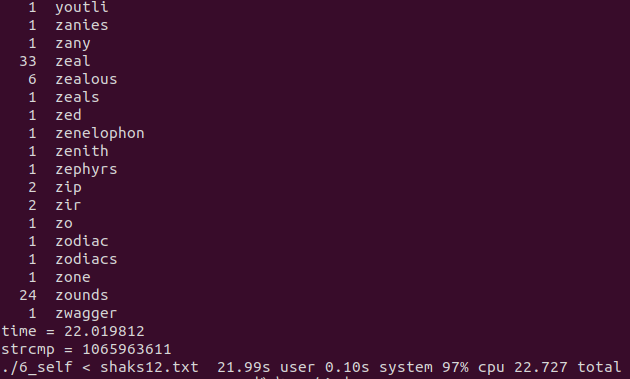 1 youtli
1 zanies
1 zany
33 zeal
6 zealous
1 zeals
1 zed
1 zenelophon
1 zenith
1 zephyrs
2 zip
2 zir
1 zo
1 zodiac
1 zodiacs
1 zone
24 zounds
1 zwagger
time = 22.019812
strcmp = 1065963611
./6_self < shaks12.txt 21.99s user 0.10s system 97% cpu 22.727 total